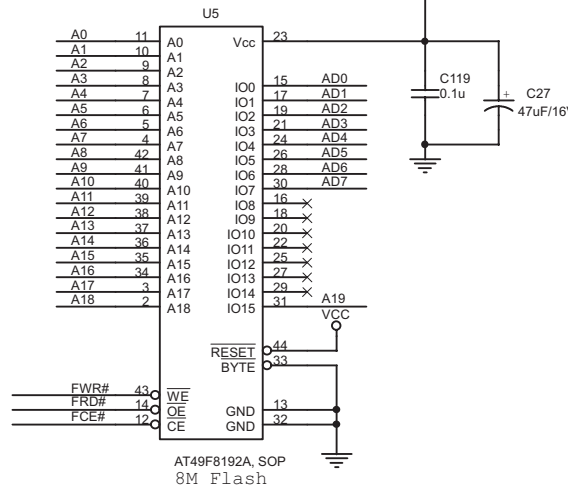 U5
A0 11 A0 Vcc 23
A1 10 A1
A2 9 A2
A3 8 A3 IO0 15 AD0
A4 7 A4 IO1 17 AD1
A5 6 A5 IO2 19 AD2
A6 5 A6 IO3 21 AD3
A7 4 A7 IO4 24 AD4
A8 42 A8 IO5 26 AD5
A9 41 A9 IO6 28 AD6
A10 40 A10 IO7 30 AD7
A11 39 A11 IO8 16
A12 38 A12 IO9 18
A13 37 A13 IO10 20
A14 36 A14 IO11 22
A15 35 A15 IO12 25
A16 34 A16 IO13 27
A17 3 A17 IO14 29
A18 2 A18 IO15 31 A19
VCC
RESET 44
BYTE 33
FWR# 43 WE
FRD# 14 OE GND 13
FCE# 12 CE GND 32
AT49F8192A, SOP
8M Flash
C119
0.1u
+ C27
47uF/16V